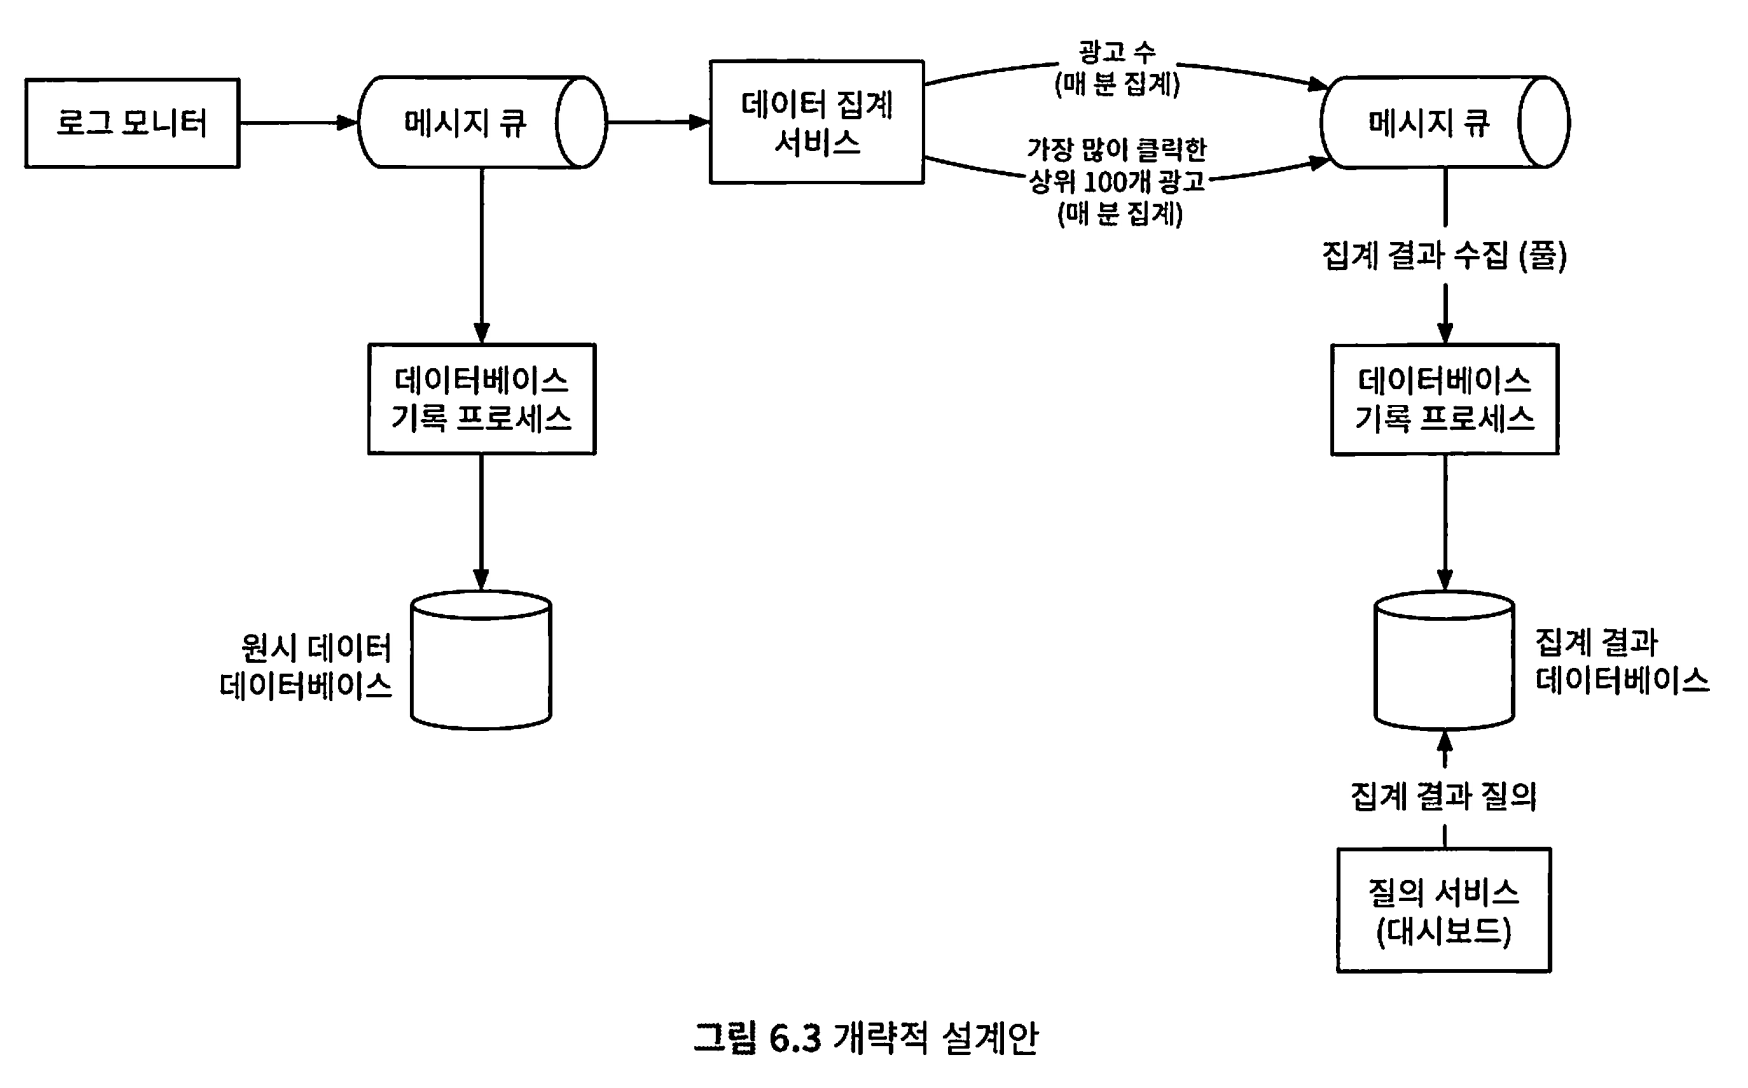 로그 모니터
메시지 큐
데이터 집계
서비스
광고 수
(매 분 집계)
가장 많이 클릭한
상위 100개 광고
(매 분 집계)
메시지 큐
집계 결과 수집 (풀)
데이터베이스
기록 프로세스
데이터베이스
기록 프로세스
원시 데이터
데이터베이스
집계 결과
데이터베이스
집계 결과 질의
질의 서비스
(대시보드)
그림 6.3 개략적 설계안